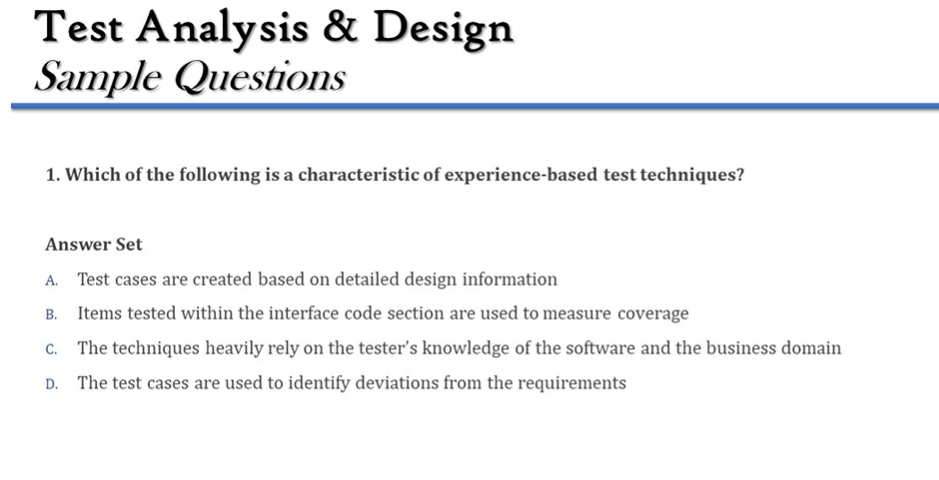 Test Analysis & Design
Sample Questions
1. Which of the following is a characteristic of experience-based test techniques?
Answer Set
A. Test cases are created based on detailed design information
B. Items tested within the interface code section are used to measure coverage
C. The techniques heavily rely on the tester's knowledge of the software and the business domain
D. The test cases are used to identify deviations from the requirements